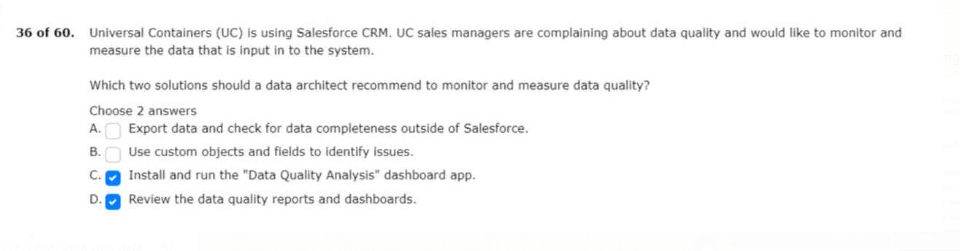 36 of 60. Universal Containers (UC) is using Salesforce CRM. UC sales managers are complaining about data quality and would like to monitor and
measure the data that is input in to the system.
Which two solutions should a data architect recommend to monitor and measure data quality?
Choose 2 answers
A. Export data and check for data completeness outside of Salesforce.
B. Use custom objects and fields to identify issues.
C. Install and run the "Data Quality Analysis" dashboard app.
D. Review the data quality reports and dashboards.